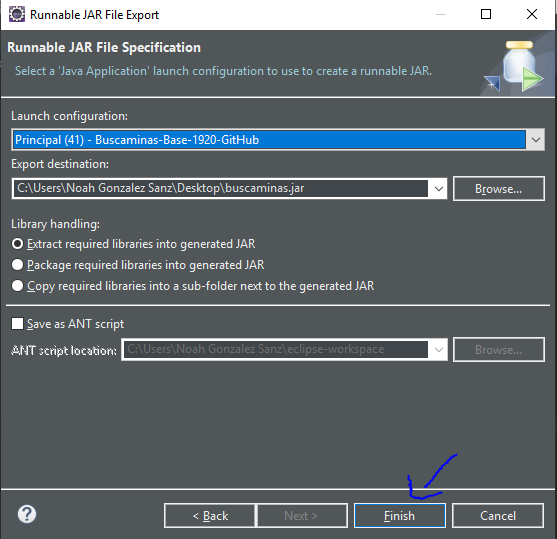 Runnable JAR File Export
Runnable JAR File Specification
Select a 'Java Application' launch configuration to use to create a runnable JAR.
Launch configuration:
Principal (41) - Buscaminas-Base-1920-GitHub
Export destination:
C:\Users\Noah Gonzalez Sanz\Desktop\buscaminas.jar
Browse...
Library handling:
Extract required libraries into generated JAR
Package required libraries into generated JAR
Copy required libraries into a sub-folder next to the generated JAR
Save as ANT script
ANT script location: C:\Users\Noah Gonzalez Sanz\eclipse-workspace Browse...
? < Back Next > Finish Cancel